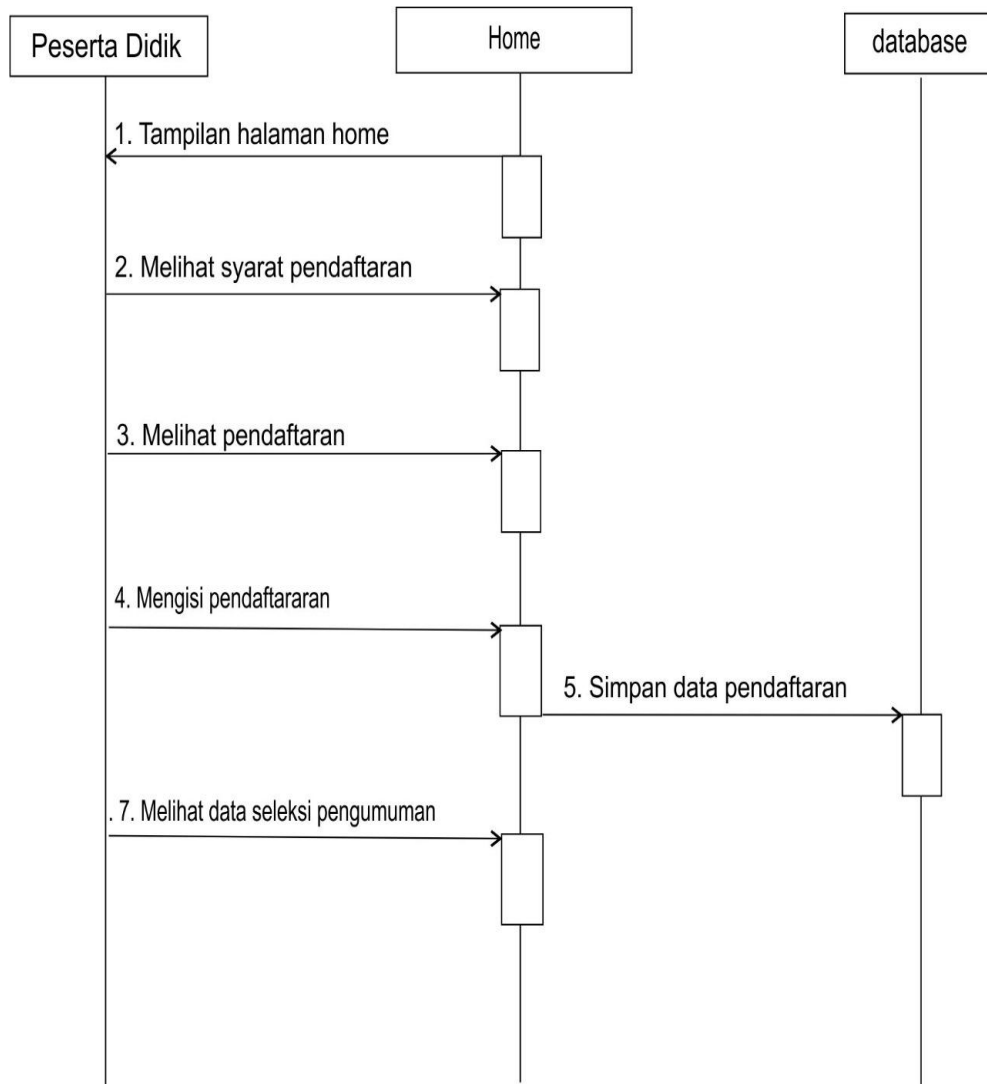 Peserta Didik
Home
database
1. Tampilan halaman home
2. Melihat syarat pendaftaran
3. Melihat pendaftaran
4. Mengisi pendaftararan
5. Simpan data pendaftaran
. 7. Melihat data seleksi pengumuman